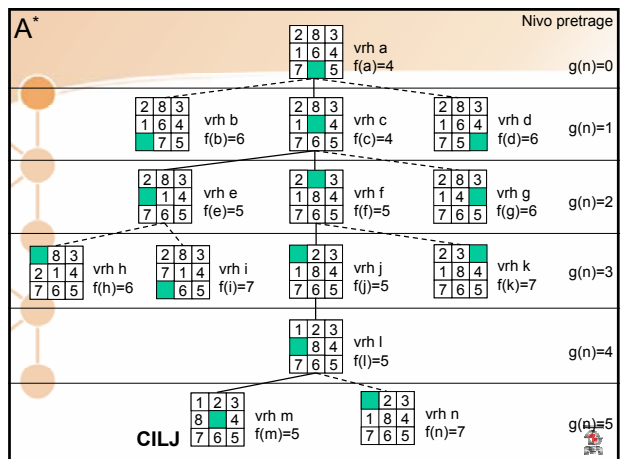 A*
Nivo pretrage
2 8 3
1 6 4
7 5
vrh a
f(a)=4
g(n)=0
2 8 3
1 6 4
7 5
vrh b
f(b)=6
2 8 3
1 4
7 6 5
vrh c
f(c)=4
2 8 3
1 6 4
7 5
vrh d
f(d)=6
g(n)=1
2 8 3
1 4
7 6 5
vrh e
f(e)=5
2 3
1 8 4
7 6 5
vrh f
f(f)=5
2 8 3
1 4
7 6 5
vrh g
f(g)=6
g(n)=2
8 3
2 1 4
7 6 5
vrh h
f(h)=6
2 8 3
7 1 4
6 5
vrh i
f(i)=7
2 3
1 8 4
7 6 5
vrh j
f(j)=5
2 3
1 8 4
7 6 5
vrh k
f(k)=7
g(n)=3
1 2 3
8 4
7 6 5
vrh l
f(l)=5
g(n)=4
CILJ
1 2 3
8 4
7 6 5
vrh m
f(m)=5
2 3
1 8 4
7 6 5
vrh n
f(n)=7
g(n)=5